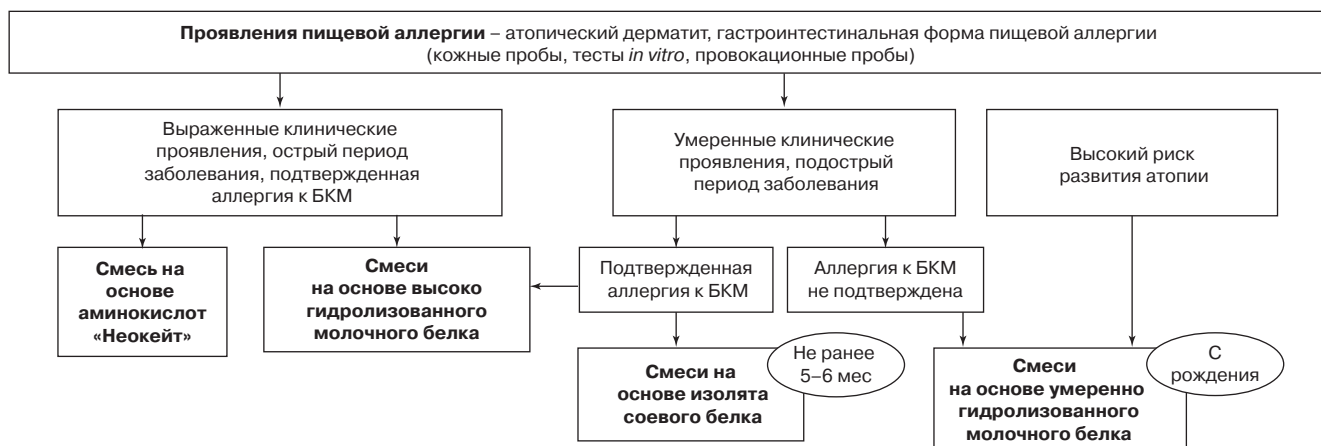 Проявления пищевой аллергии – атопический дерматит, гастроинтестинальная форма пищевой аллергии
(кожные пробы, тесты in vitro, провокационные пробы)
Выраженные клинические
проявления, острый период
заболевания, подтвержденная
аллергия к БКМ
Умеренные клинические
проявления, подострый
период заболевания
Высокий риск
развития атопии
Смесь на
основе
аминокислот
«Неокейт»
Смеси
на основе высоко
гидролизованного
молочного белка
Подтвержденная
аллергия к БКМ
Аллергия к БКМ
не подтверждена
Смеси на
основе изолята
соевого белка
Не ранее
5–6 мес
Смеси
на основе умеренно
гидролизованного
молочного белка
С
рождения